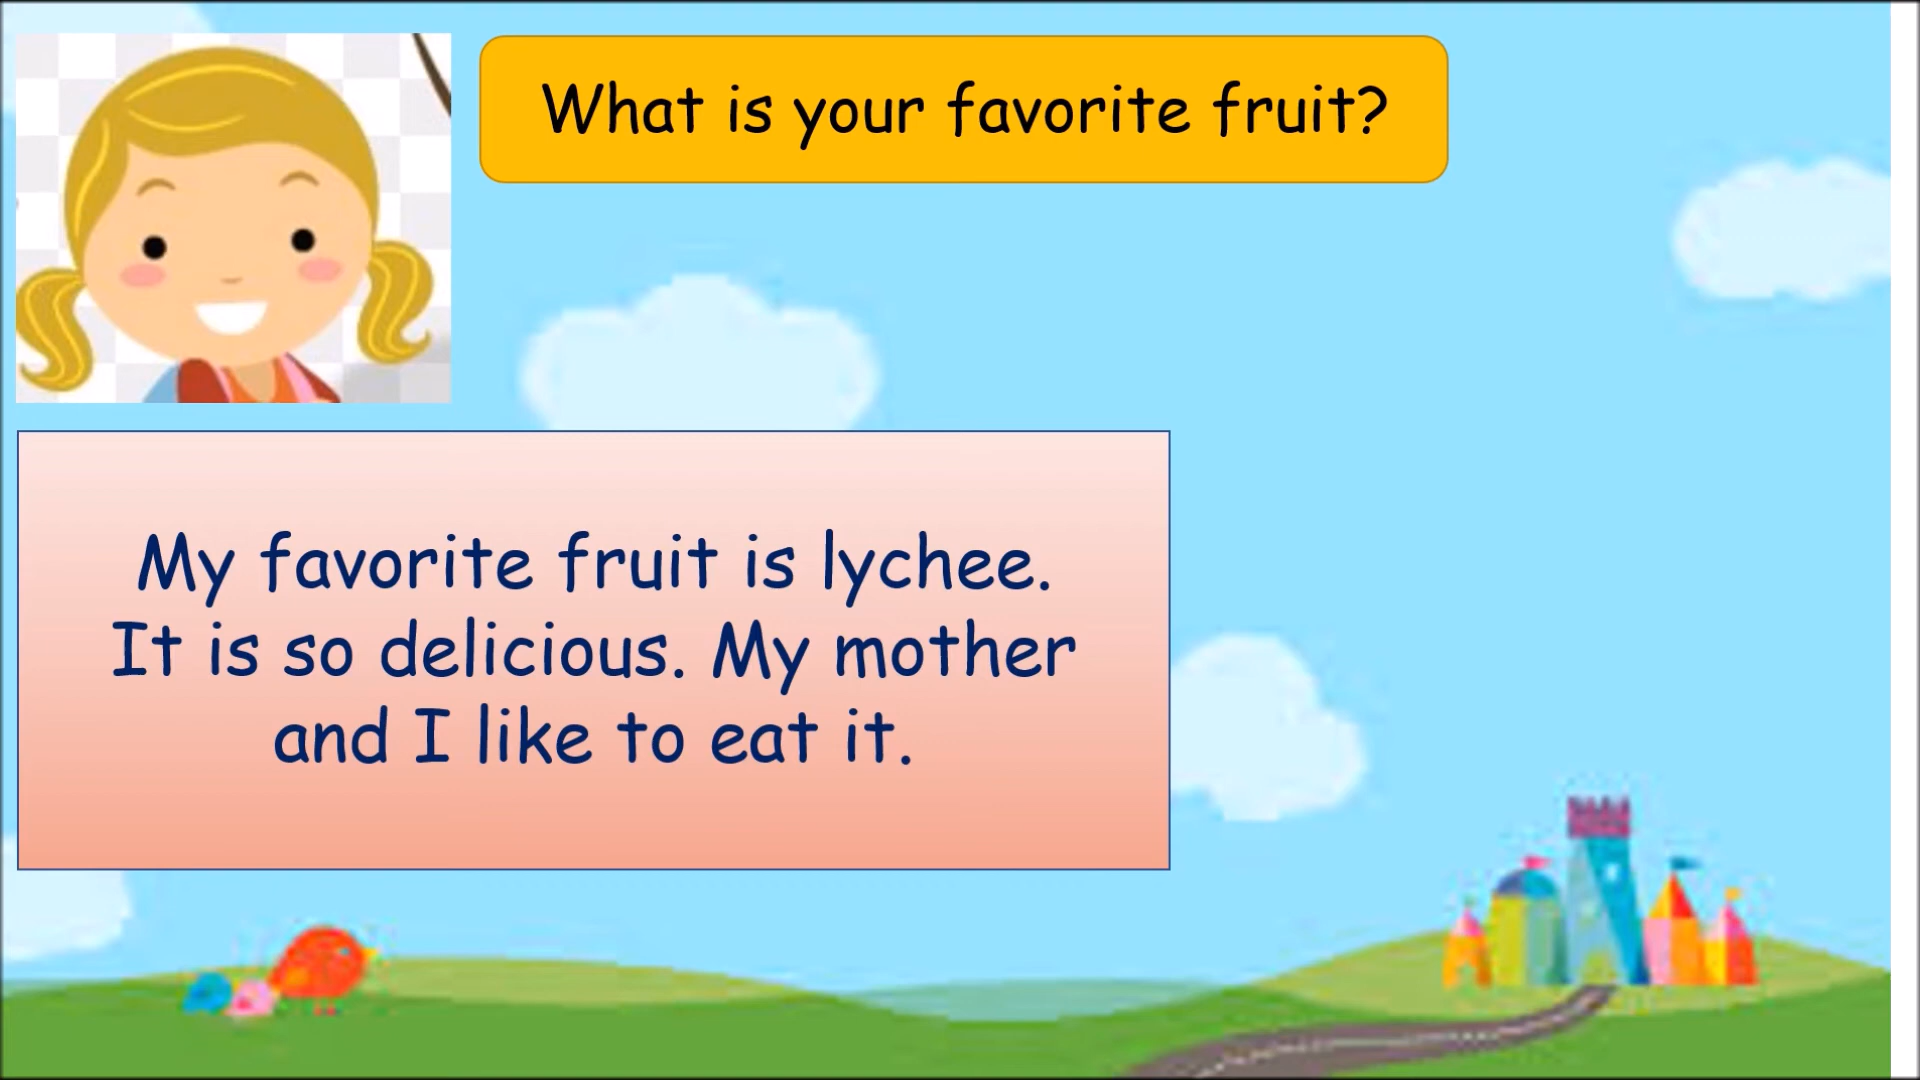 What is your favorite fruit?
My favorite fruit is lychee.
It is so delicious. My mother
and I like to eat it.